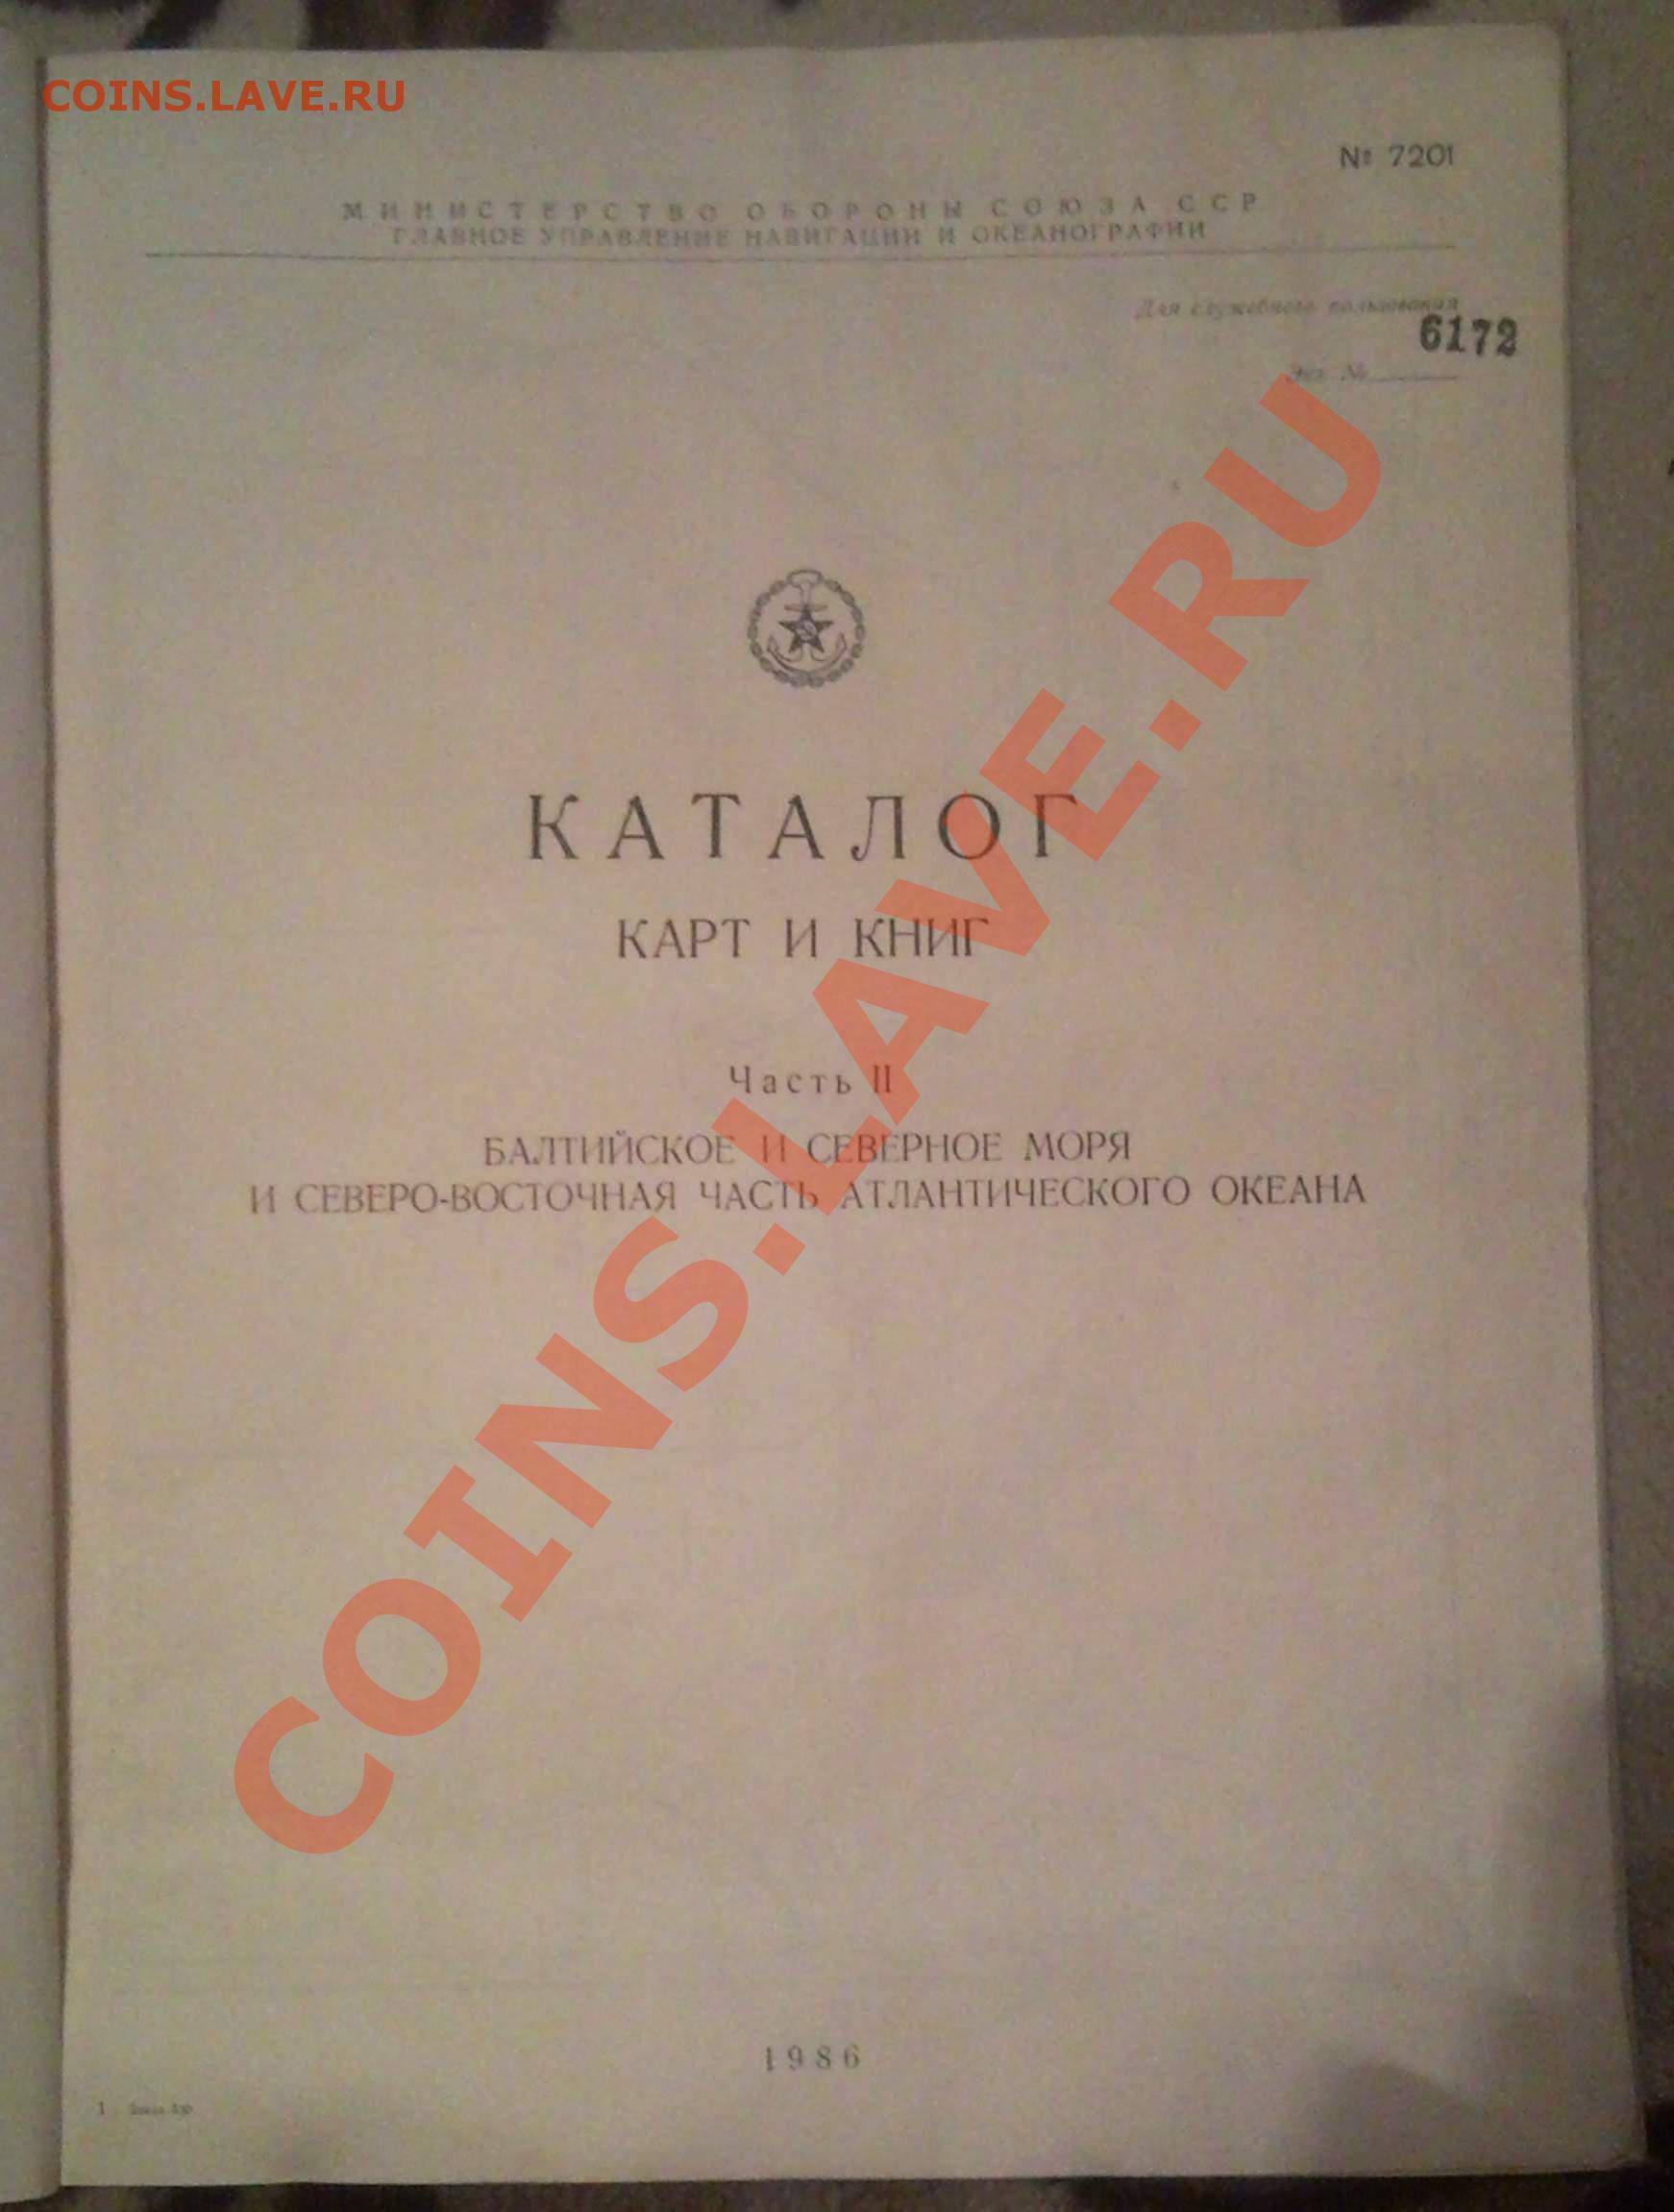 COINS.LAVE.RU
№ 7201
МИНИСТЕРСТВО ОБОРОНЫ СОЮЗА ССР
ГЛАВНОЕ УПРАВЛЕНИЕ НАВИГАЦИИ И ОКЕАНОГРАФИИ
Для служебного пользования
6172
Экз. №
КАТАЛОГ
КАРТ И КНИГ
Часть II
БАЛТИЙСКОЕ И СЕВЕРНОЕ МОРЯ
И СЕВЕРО-ВОСТОЧНАЯ ЧАСТЬ АТЛАНТИЧЕСКОГО ОКЕАНА
COINS.LAVE.RU
1986
1